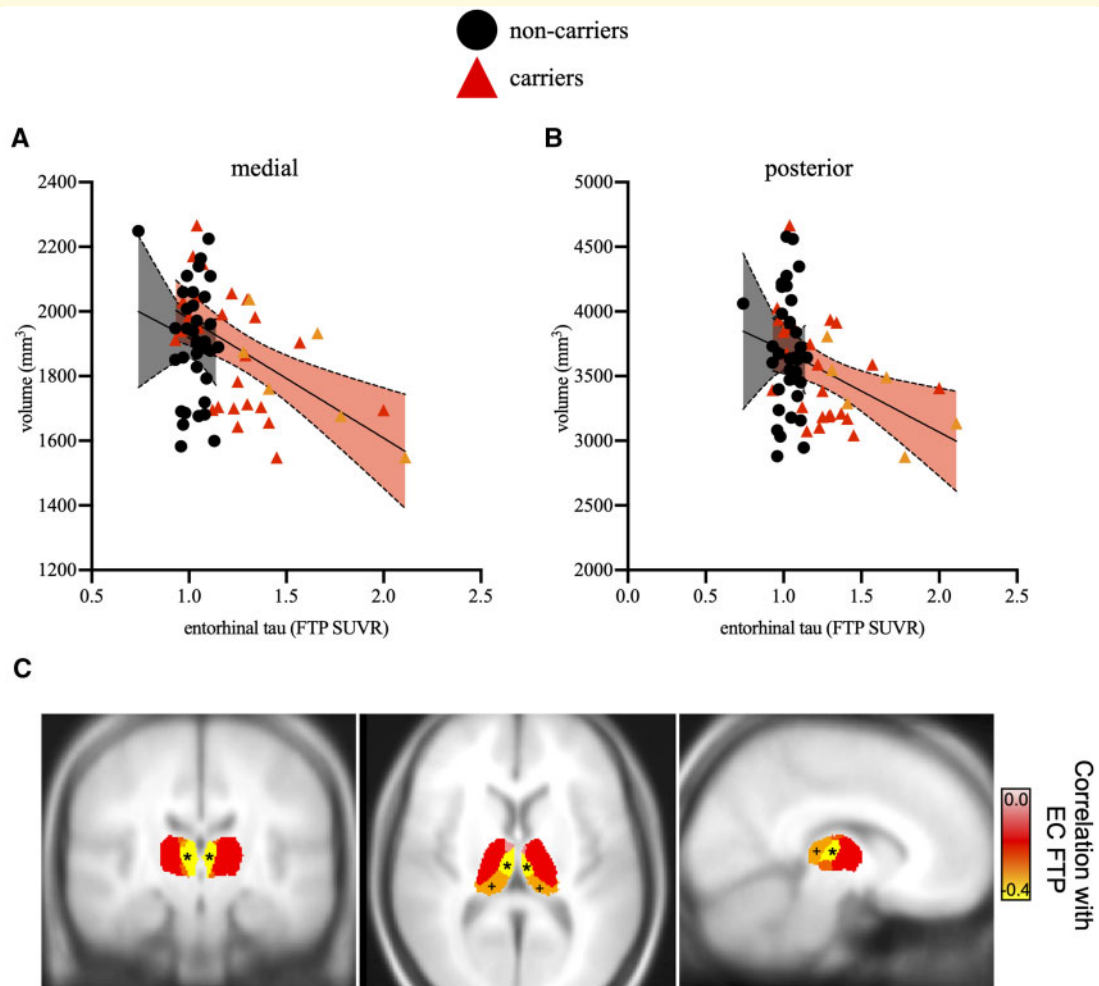 non-carriers
carriers
A
medial
2400
2200
2000
1800
1600
1400
1200
volume (mm³)
0.5
1.0
1.5
2.0
2.5
entorhinal tau (FTP SUVR)
B
posterior
5000
4500
4000
3500
3000
2500
2000
volume (mm³)
0.0
0.5
1.0
1.5
2.0
2.5
entorhinal tau (FTP SUVR)
C
* *
* *
+ +
+ *
0.0
-0.4
Correlation with
EC FTP